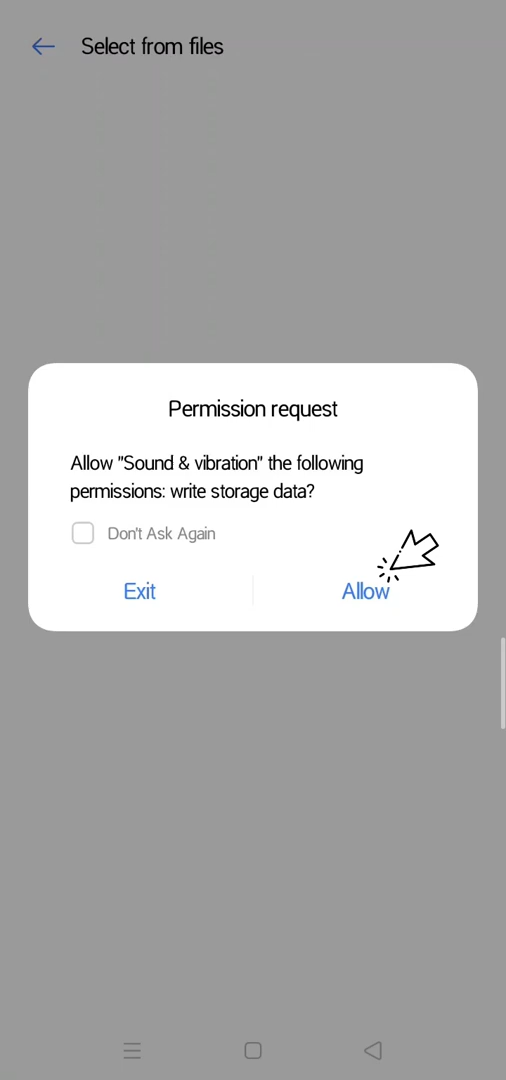 Select from files
Permission request
Allow "Sound & vibration" the following
permissions: write storage data?
Don't Ask Again
Exit
Allow